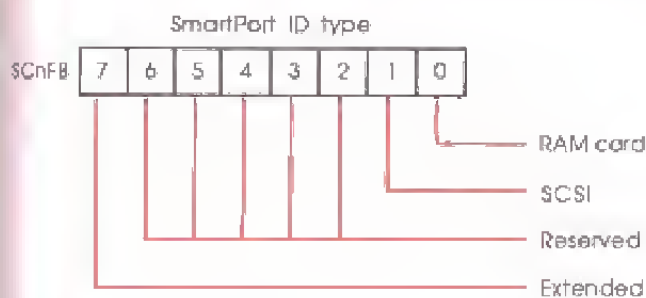 SmartPort ID type
$CnFB 7 6 5 4 3 2 1 0
RAM card
SCSI
Reserved
Extended